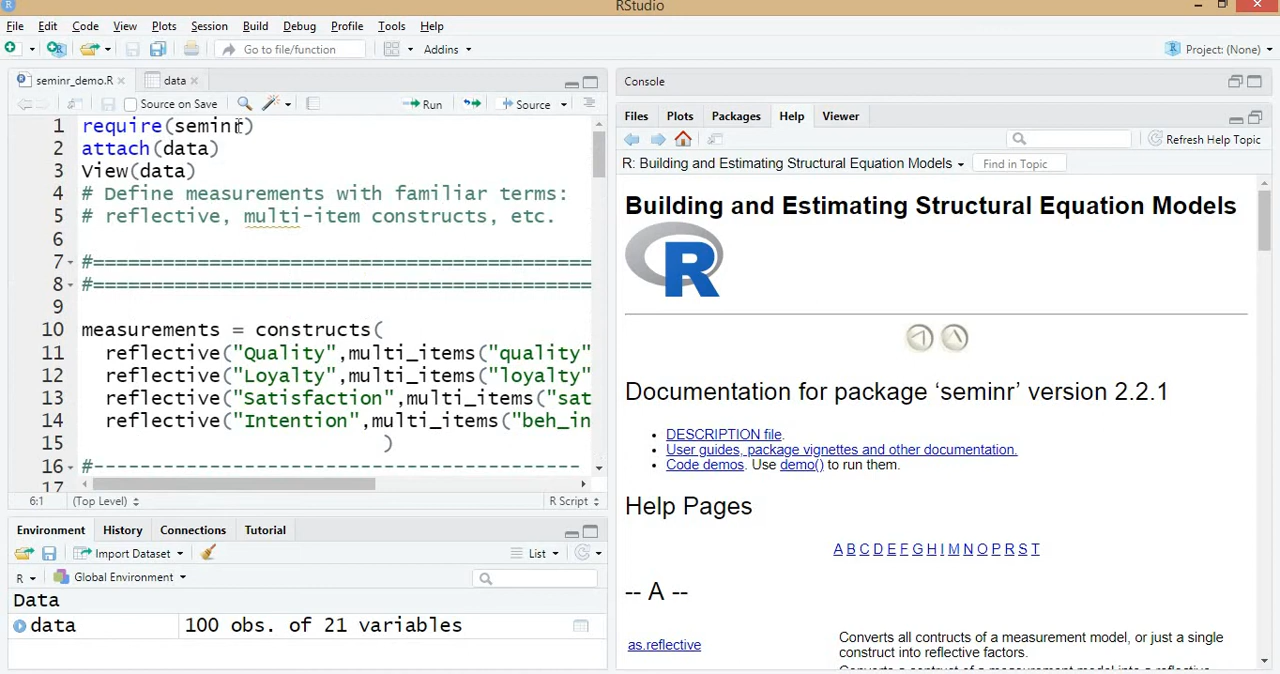 RStudio
File Edit Code View Plots Session Build Debug Profile Tools Help
Go to file/function Addins Project: (None)
seminr_demo.R data
Source on Save Run Source
1 require(seminr)
2 attach(data)
3 View(data)
4 # Define measurements with familiar terms:
5 # reflective, multi-item constructs, etc.
6
7 #===========================================
8 #===========================================
9
10 measurements = constructs(
11 reflective("Quality",multi_items("quality"
12 reflective("Loyalty",multi_items("loyalty"
13 reflective("Satisfaction",multi_items("sat
14 reflective("Intention",multi_items("beh_in
15 )
16 #-----------------------------------------
17
6:1 (Top Level) R Script
Environment History Connections Tutorial
Import Dataset List
R Global Environment
Data
data 100 obs. of 21 variables
Console
Files Plots Packages Help Viewer
Refresh Help Topic
R: Building and Estimating Structural Equation Models Find in Topic
Building and Estimating Structural Equation Models
R
Documentation for package ‘seminr’ version 2.2.1
DESCRIPTION file.
User guides, package vignettes and other documentation.
Code demos. Use demo() to run them.
Help Pages
A B C D E F G H I M N O P R S T
-- A --
as.reflective Converts all contructs of a measurement model, or just a single
construct into reflective factors.